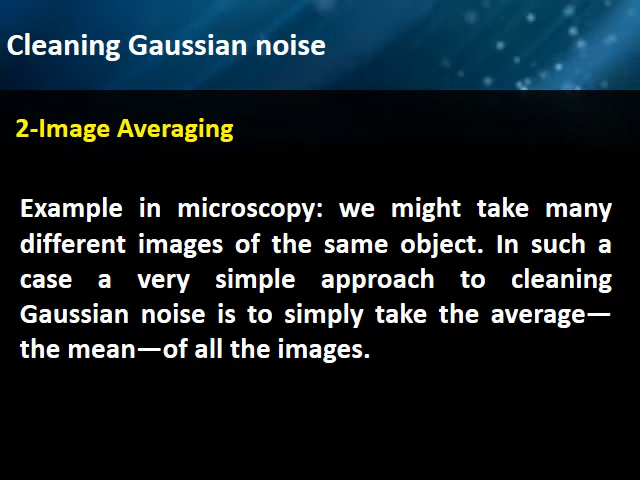 Cleaning Gaussian noise
2-Image Averaging
Example in microscopy: we might take many
different images of the same object. In such a
case a very simple approach to cleaning
Gaussian noise is to simply take the average—
the mean—of all the images.